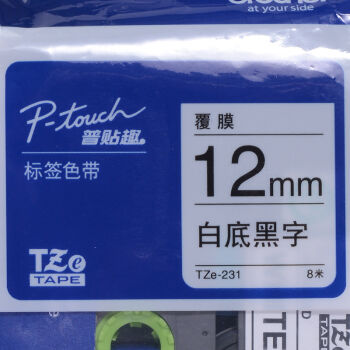 at your side
P-touch
普贴趣
标签色带
覆膜
12mm
白底黑字
TZe-231 8米
TZe
TAPE